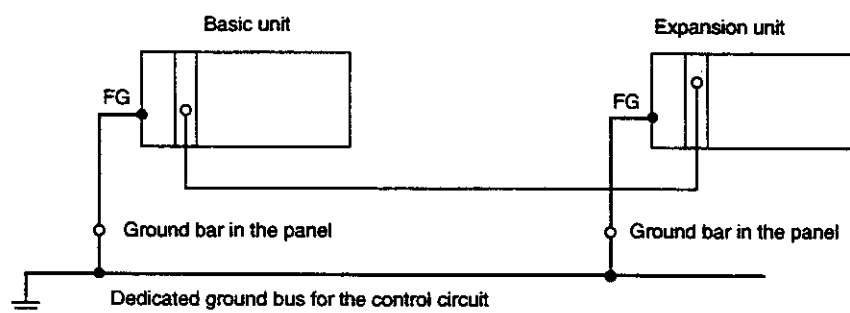 Basic unit
Expansion unit
FG
FG
Ground bar in the panel
Ground bar in the panel
Dedicated ground bus for the control circuit